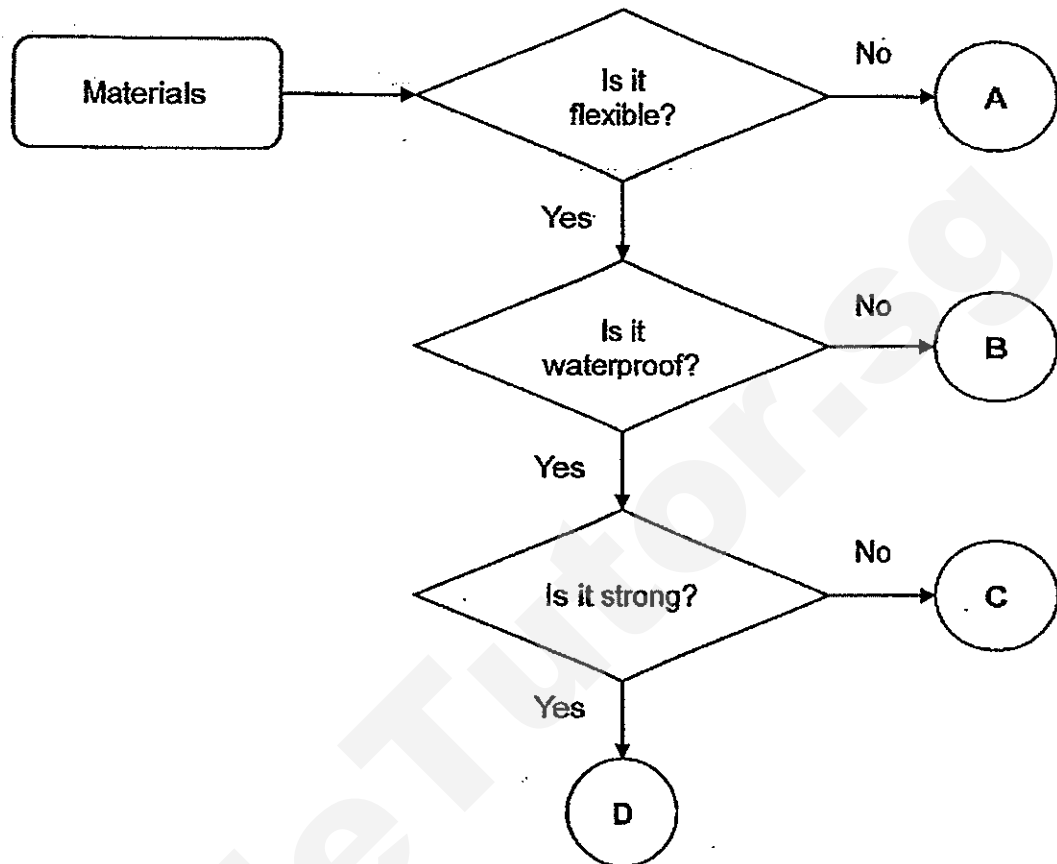 Materials
Is it
flexible?
No
A
Yes
Is it
waterproof?
No
B
Yes
Is it strong?
No
C
Yes
D